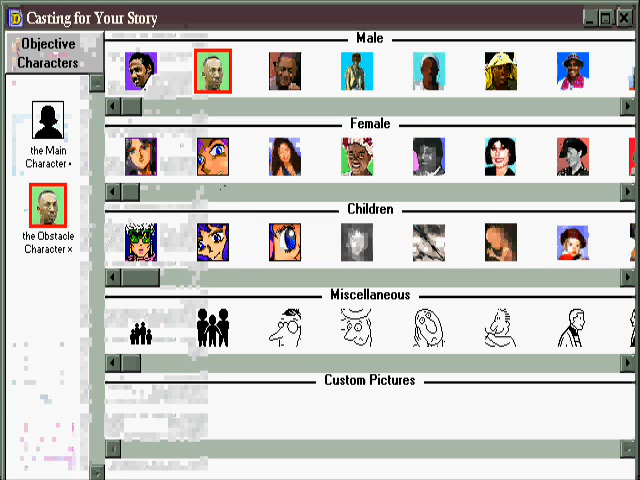 Casting for Your Story
Objective
Characters
Male
the Main
Character •
Female
the Obstacle
Character ×
Children
Miscellaneous
Custom Pictures